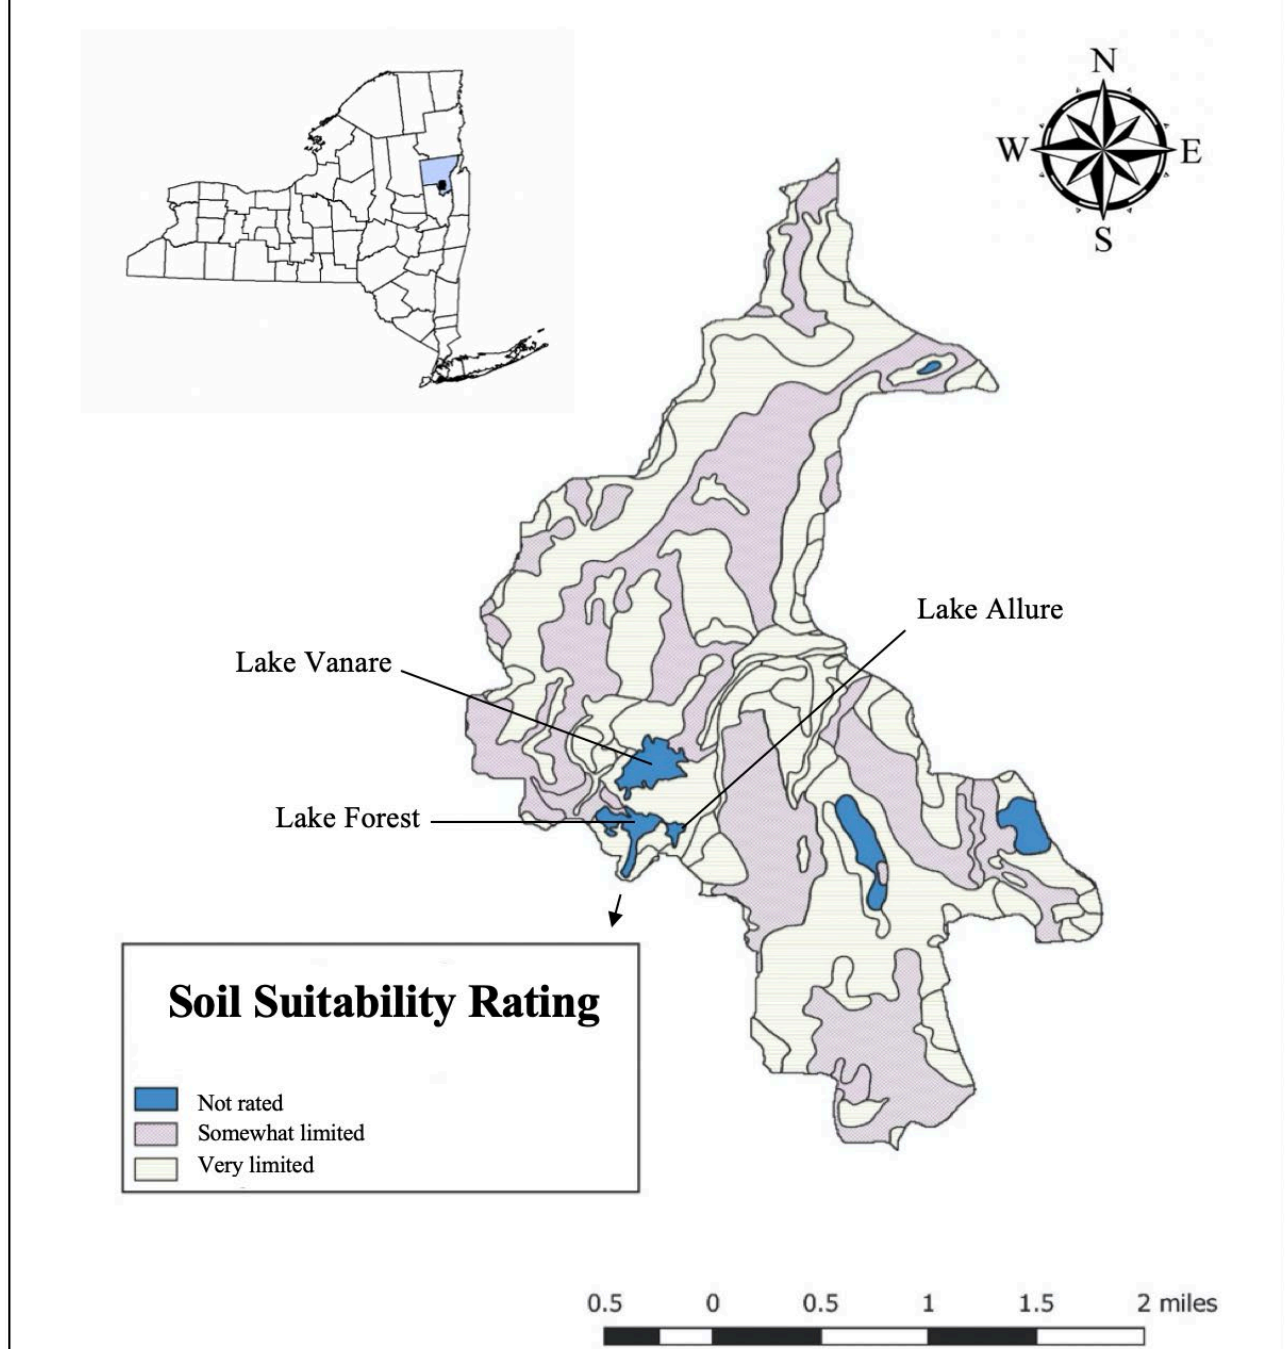 N
W E
S
Lake Allure
Lake Vanare
Lake Forest
Soil Suitability Rating
Not rated
Somewhat limited
Very limited
0.5 0 0.5 1 1.5 2 miles